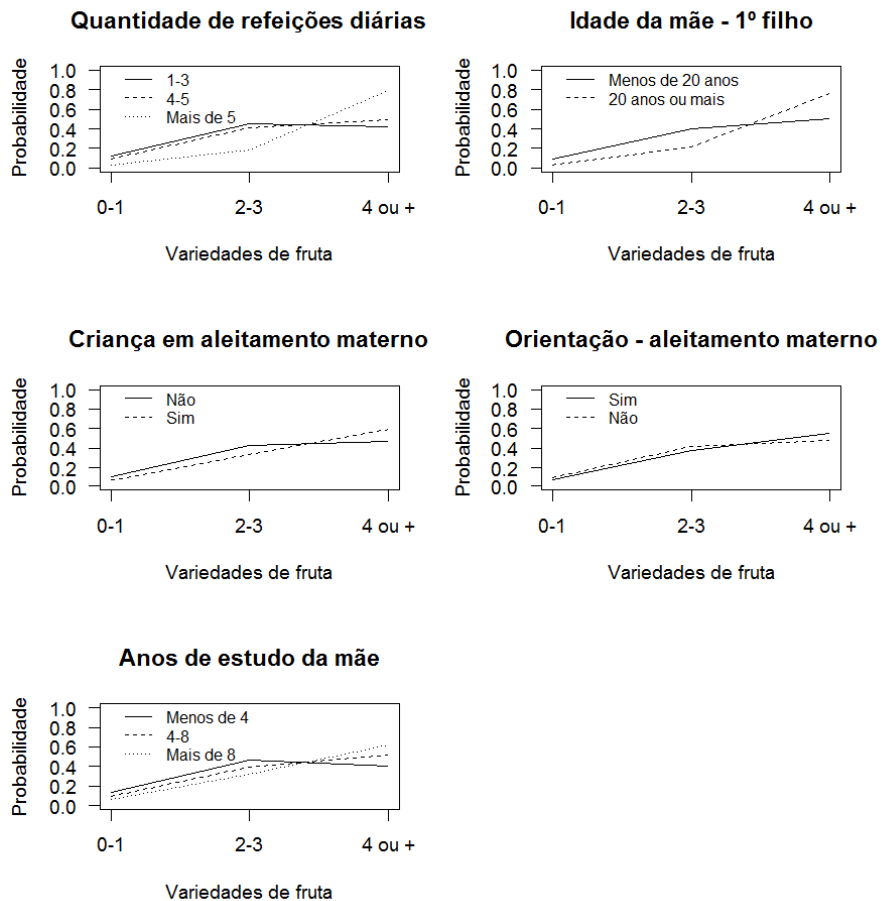 Quantidade de refeições diárias
Probabilidade
1.0
0.8
0.6
0.4
0.2
0.0
1-3
4-5
Mais de 5
0-1
2-3
4 ou +
Variedades de fruta
Idade da mãe - 1º filho
Probabilidade
1.0
0.8
0.6
0.4
0.2
0.0
Menos de 20 anos
20 anos ou mais
0-1
2-3
4 ou +
Variedades de fruta
Criança em aleitamento materno
Probabilidade
1.0
0.8
0.6
0.4
0.2
0.0
Não
Sim
0-1
2-3
4 ou +
Variedades de fruta
Orientação - aleitamento materno
Probabilidade
1.0
0.8
0.6
0.4
0.2
0.0
Sim
Não
0-1
2-3
4 ou +
Variedades de fruta
Anos de estudo da mãe
Probabilidade
1.0
0.8
0.6
0.4
0.2
0.0
Menos de 4
4-8
Mais de 8
0-1
2-3
4 ou +
Variedades de fruta